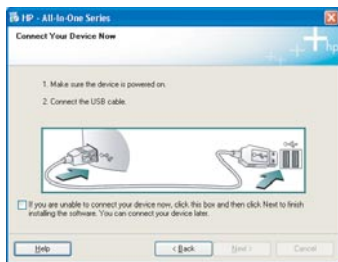 HP - All-In-One Series
Connect Your Device Now
hp
1. Make sure the device is powered on.
2. Connect the USB cable.
If you are unable to connect your device now, click this box and then click Next to finish
installing the software. You can connect your device later.
Help
< Back
Next >
Cancel